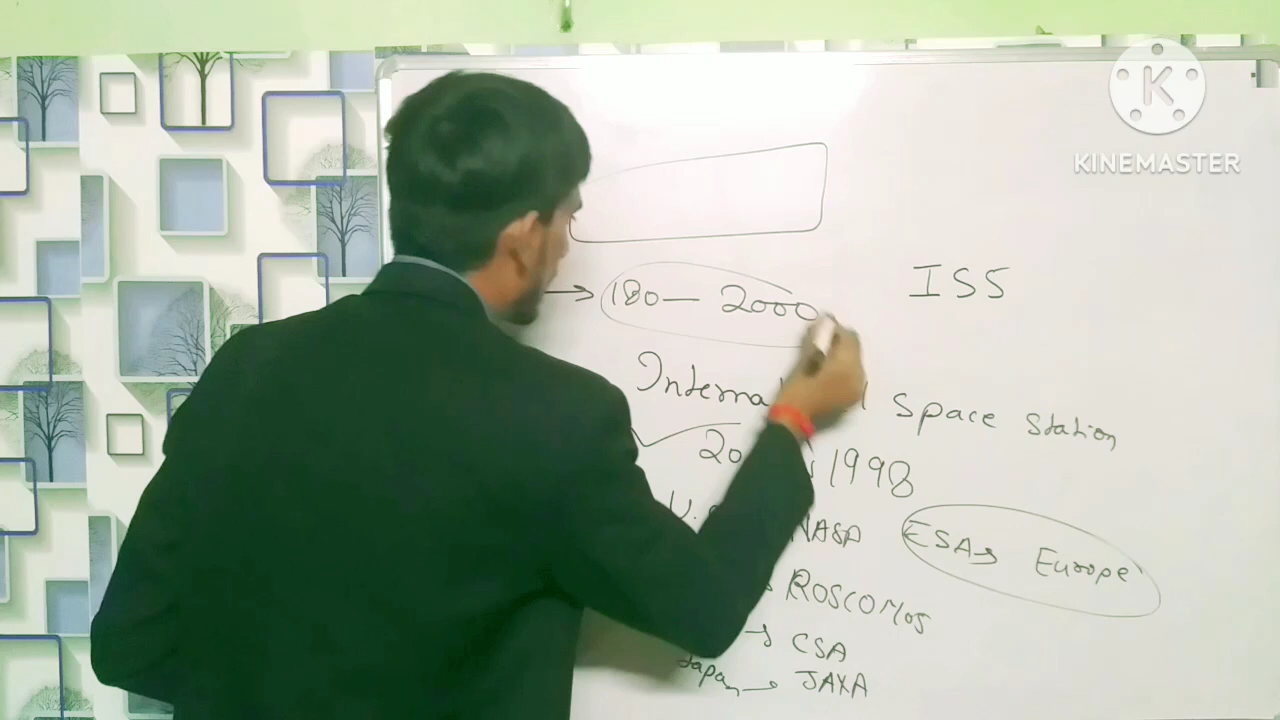 KINEMASTER
→ 180 — 2000
ISS
Space Station
1998
NASA
ESA → Europe
ROSCOMOS
→ CSA
Japan → JAXA